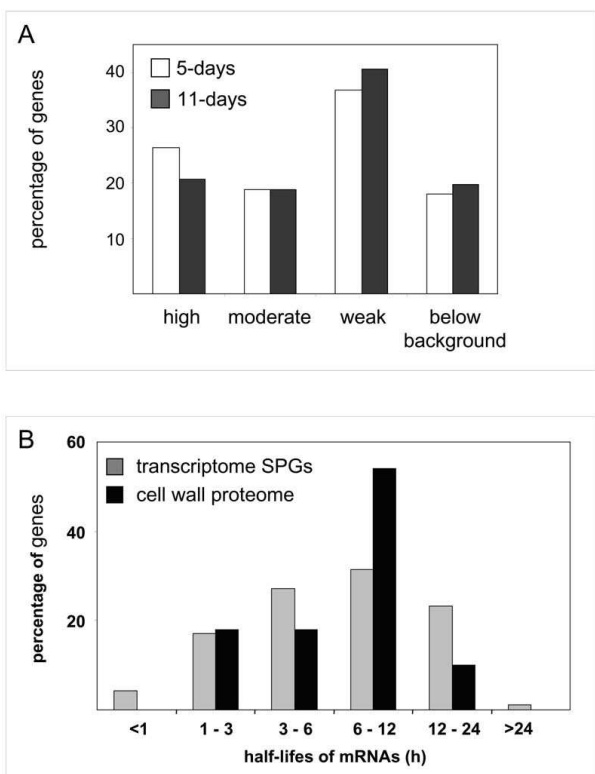 A
percentage of genes
40
30
20
10
5-days
11-days
high moderate weak below
background
B
percentage of genes
60
40
20
transcriptome SPGs
cell wall proteome
<1 1 - 3 3 - 6 6 - 12 12 - 24 >24
half-lifes of mRNAs (h)